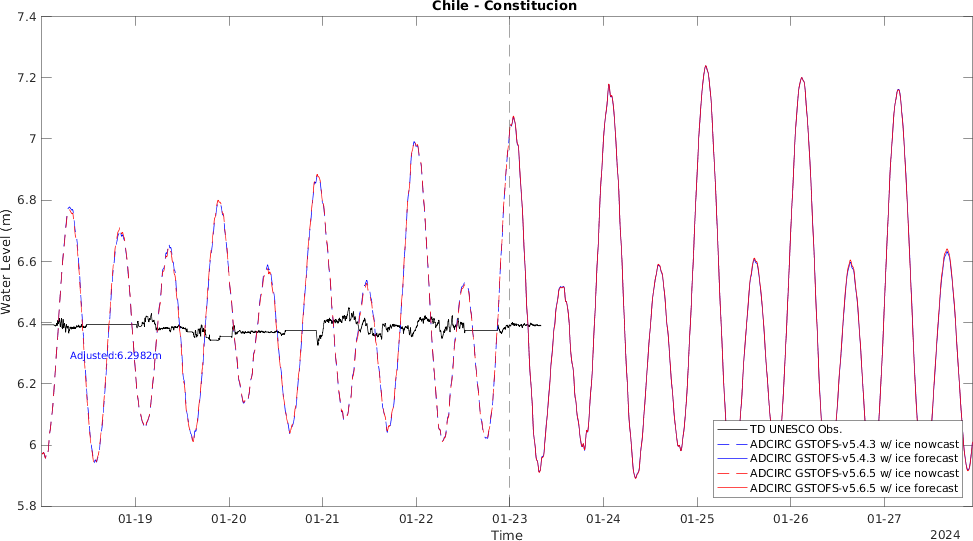 Chile - Constitucion
7.4
7.2
7
6.8
6.6
6.4
6.2
6
5.8
Water Level (m)
Adjusted:6.2982m
TD UNESCO Obs.
ADCIRC GSTOFS-v5.4.3 w/ ice nowcast
ADCIRC GSTOFS-v5.4.3 w/ ice forecast
ADCIRC GSTOFS-v5.6.5 w/ ice nowcast
ADCIRC GSTOFS-v5.6.5 w/ ice forecast
01-19 01-20 01-21 01-22 01-23 01-24 01-25 01-26 01-27
Time
2024